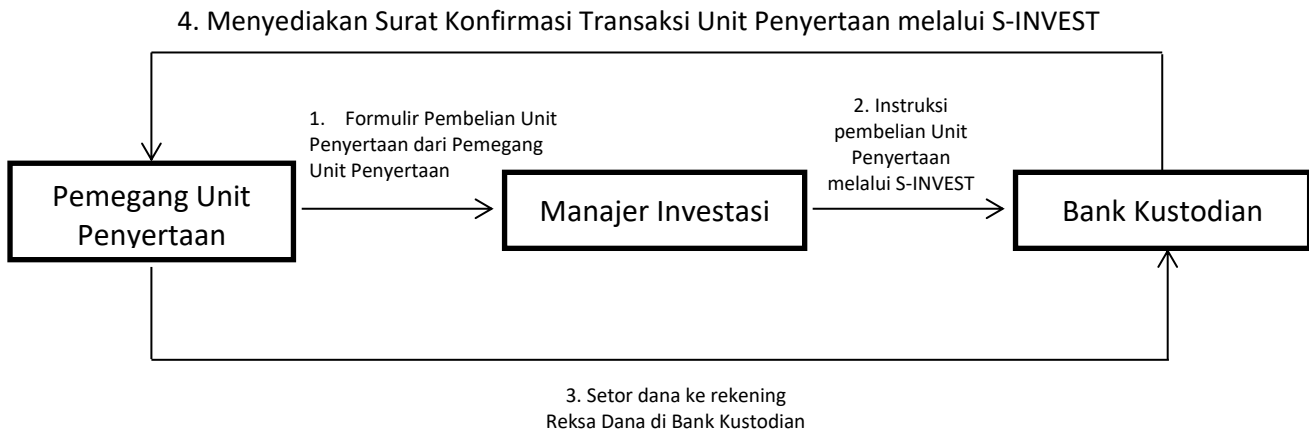 4. Menyediakan Surat Konfirmasi Transaksi Unit Penyertaan melalui S-INVEST
1. Formulir Pembelian Unit
Penyertaan dari Pemegang
Unit Penyertaan
2. Instruksi
pembelian Unit
Penyertaan
melalui S-INVEST
Pemegang Unit
Penyertaan
Manajer Investasi
Bank Kustodian
3. Setor dana ke rekening
Reksa Dana di Bank Kustodian